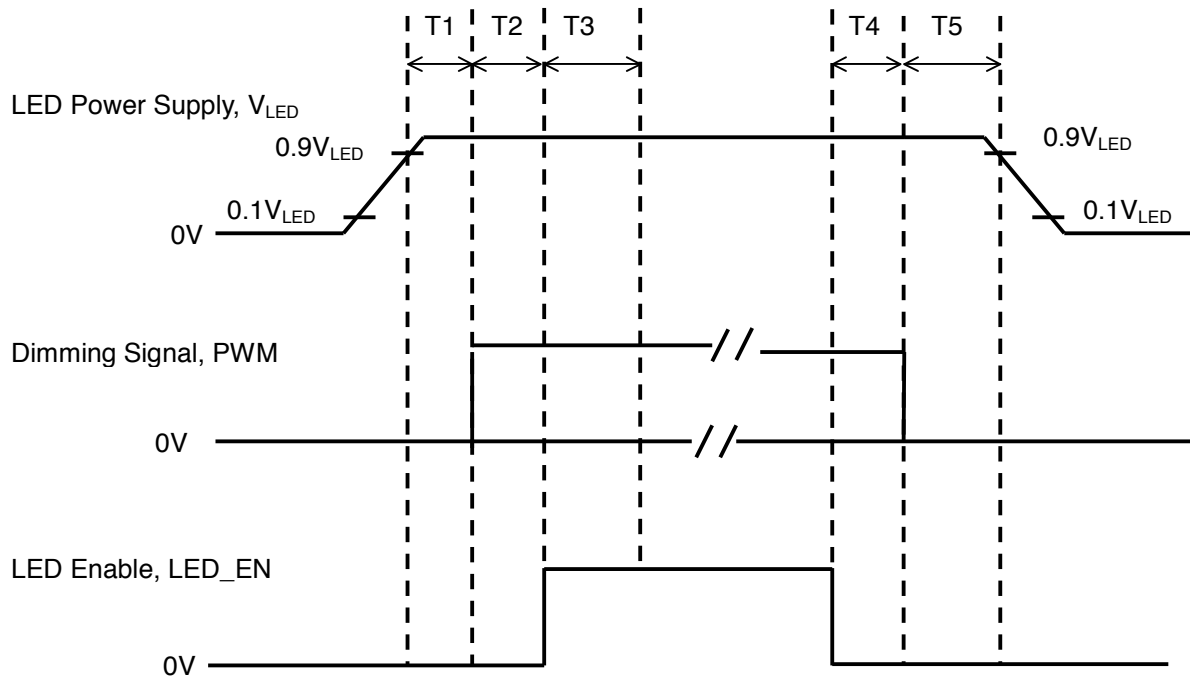 T1 T2 T3 T4 T5
LED Power Supply, VLED
0.9VLED 0.9VLED
0.1VLED 0.1VLED
0V
Dimming Signal, PWM
0V
LED Enable, LED_EN
0V